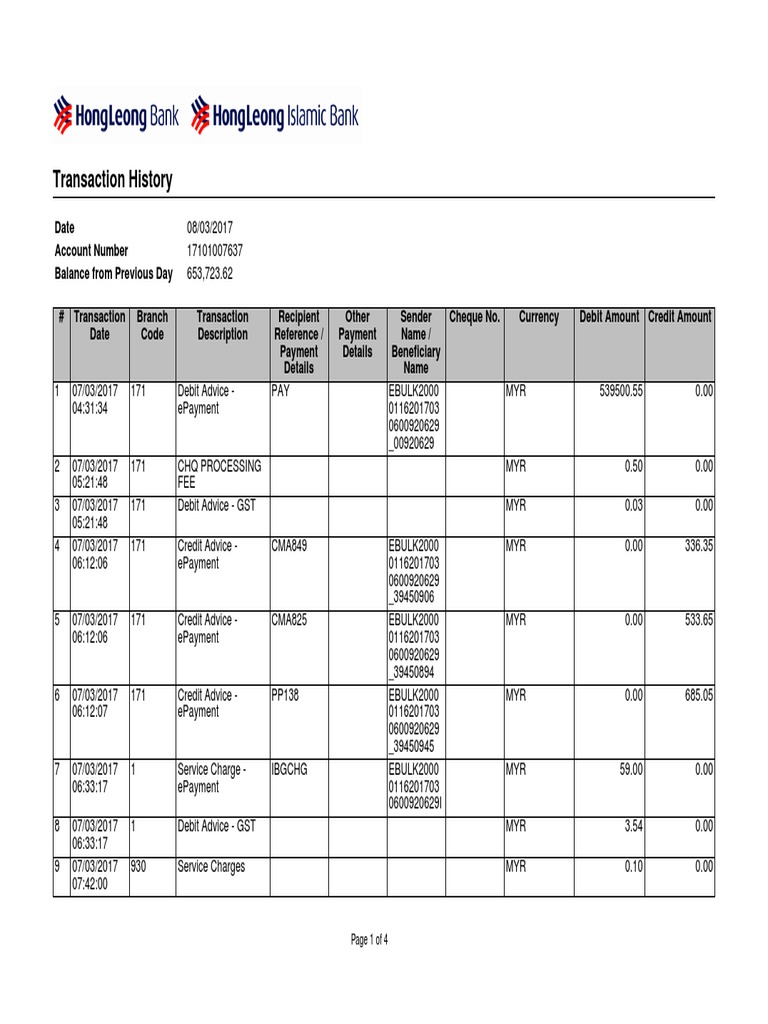 HongLeong Bank HongLeong Islamic Bank
Transaction History
Date 08/03/2017
Account Number 17101007637
Balance from Previous Day 653,723.62
# Transaction Branch Transaction Recipient Other Sender Cheque No. Currency Debit Amount Credit Amount
Date Code Description Reference / Payment Name /
Payment Details Beneficiary
Details Name
1 07/03/2017 171 Debit Advice - PAY EBULK2000 MYR 539500.55 0.00
04:31:34 ePayment 0116201703
0600920629
_00920629
2 07/03/2017 171 CHQ PROCESSING MYR 0.50 0.00
05:21:48 FEE
3 07/03/2017 171 Debit Advice - GST MYR 0.03 0.00
05:21:48
4 07/03/2017 171 Credit Advice - CMA849 EBULK2000 MYR 0.00 336.35
06:12:06 ePayment 0116201703
0600920629
_39450906
5 07/03/2017 171 Credit Advice - CMA825 EBULK2000 MYR 0.00 533.65
06:12:06 ePayment 0116201703
0600920629
_39450894
6 07/03/2017 171 Credit Advice - PP138 EBULK2000 MYR 0.00 685.05
06:12:07 ePayment 0116201703
0600920629
_39450945
7 07/03/2017 1 Service Charge - IBGCHG EBULK2000 MYR 59.00 0.00
06:33:17 ePayment 0116201703
0600920629I
8 07/03/2017 1 Debit Advice - GST MYR 3.54 0.00
06:33:17
9 07/03/2017 930 Service Charges MYR 0.10 0.00
07:42:00
Page 1 of 4